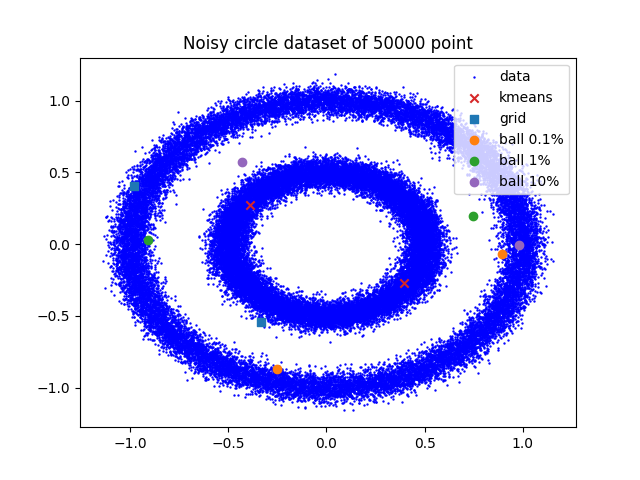 Noisy circle dataset of 50000 point
data
kmeans
grid
ball 0.1%
ball 1%
ball 10%
1.0
0.5
0.0
−0.5
−1.0
−1.0 −0.5 0.0 0.5 1.0